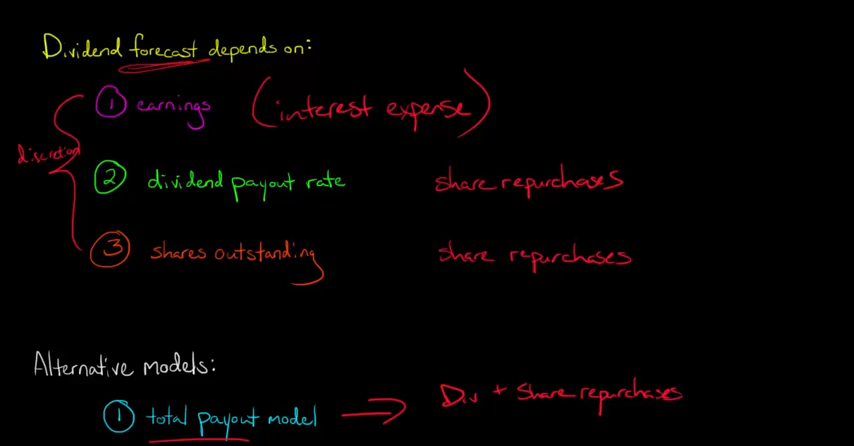 Dividend forecast depends on:
① earnings (interest expense)
discretion
② dividend payout rate share repurchases
③ shares outstanding share repurchases
Alternative models:
Div + Share repurchases
① total payout model